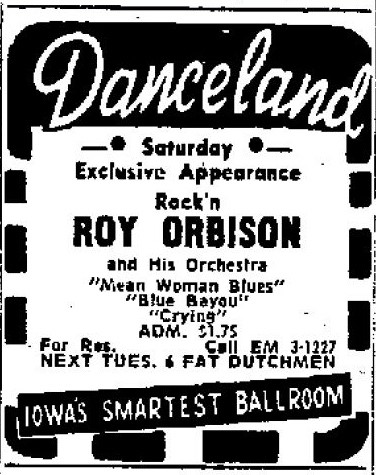 Danceland
Saturday
Exclusive Appearance
Rock'n
ROY ORBISON
and His Orchestra
"Mean Woman Blues"
"Blue Bayou"
"Crying"
ADM. $1.75
For Res. Call EM 3-1227
NEXT TUES. 6 FAT DUTCHMEN
IOWA'S SMARTEST BALLROOM